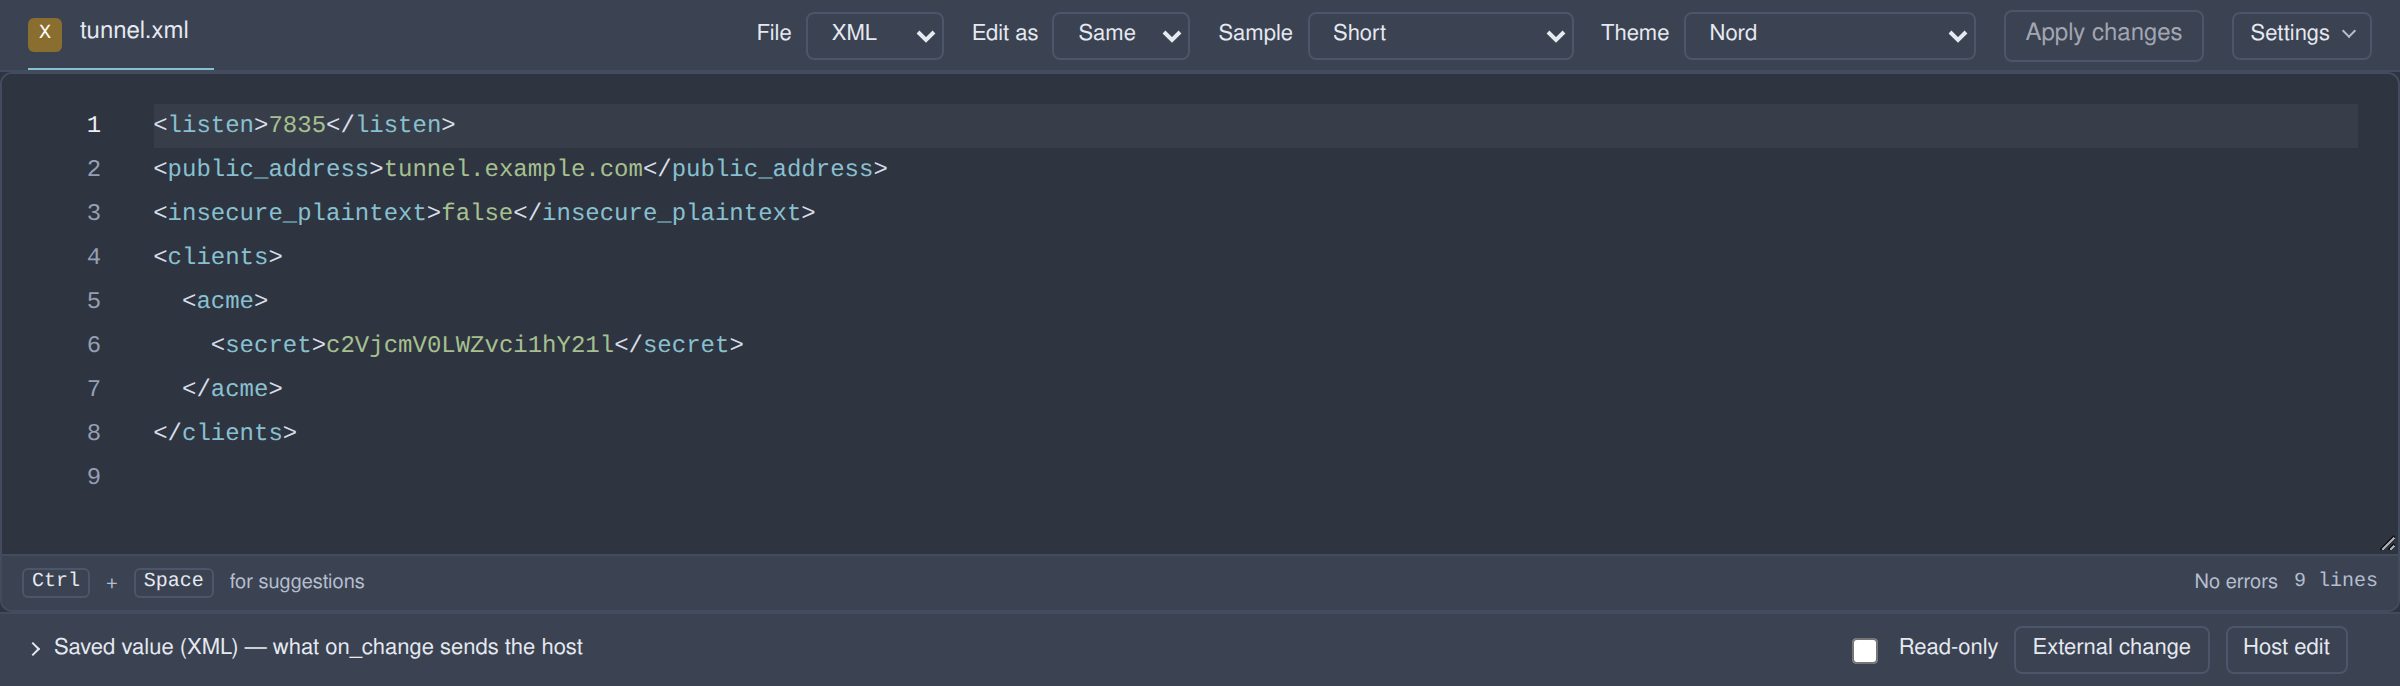 X tunnel.xml File XML Edit as Same Sample Short Theme Nord Apply changes Settings
1 <listen>7835</listen>
2 <public_address>tunnel.example.com</public_address>
3 <insecure_plaintext>false</insecure_plaintext>
4 <clients>
5   <acme>
6     <secret>c2VjcmV0LWZvci1hY21l</secret>
7   </acme>
8 </clients>
9
Ctrl + Space for suggestions No errors 9 lines
Saved value (XML) — what on_change sends the host Read-only External change Host edit